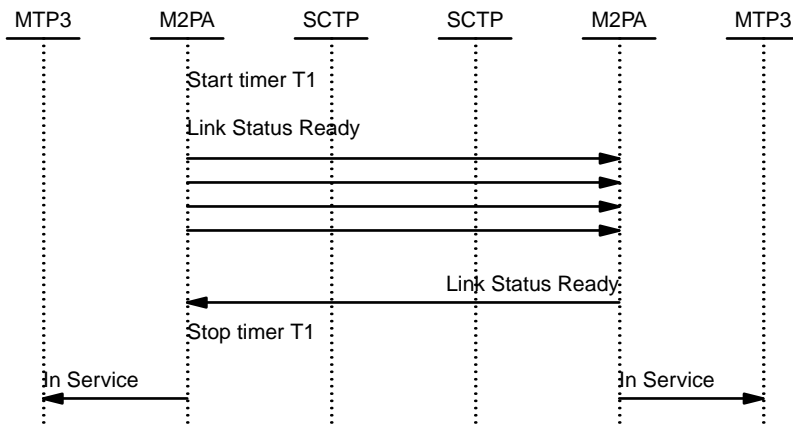 MTP3 M2PA SCTP SCTP M2PA MTP3
Start timer T1
Link Status Ready
Link Status Ready
Stop timer T1
In Service In Service